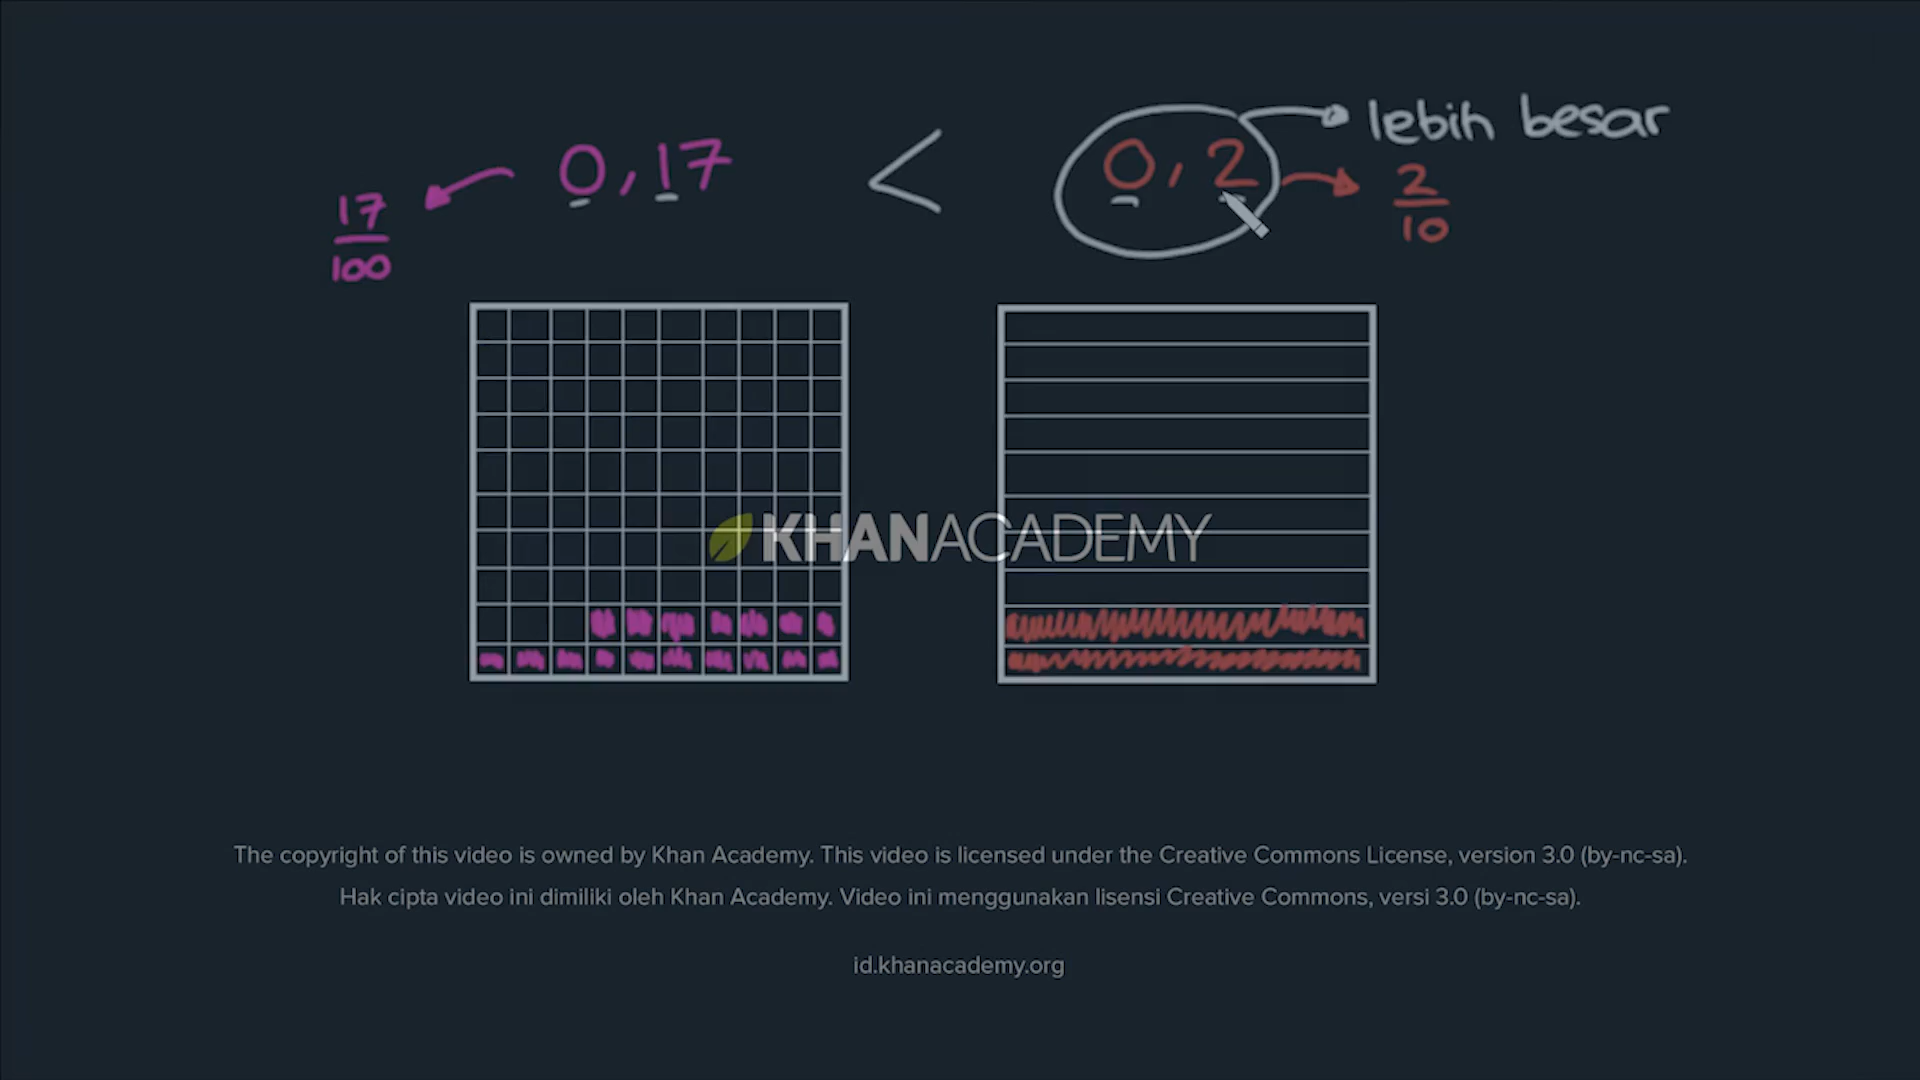 0,17 < 0,2 lebih besar
17/100
2/10
KHANACADEMY
The copyright of this video is owned by Khan Academy. This video is licensed under the Creative Commons License, version 3.0 (by-nc-sa).
Hak cipta video ini dimiliki oleh Khan Academy. Video ini menggunakan lisensi Creative Commons, versi 3.0 (by-nc-sa).
id.khanacademy.org